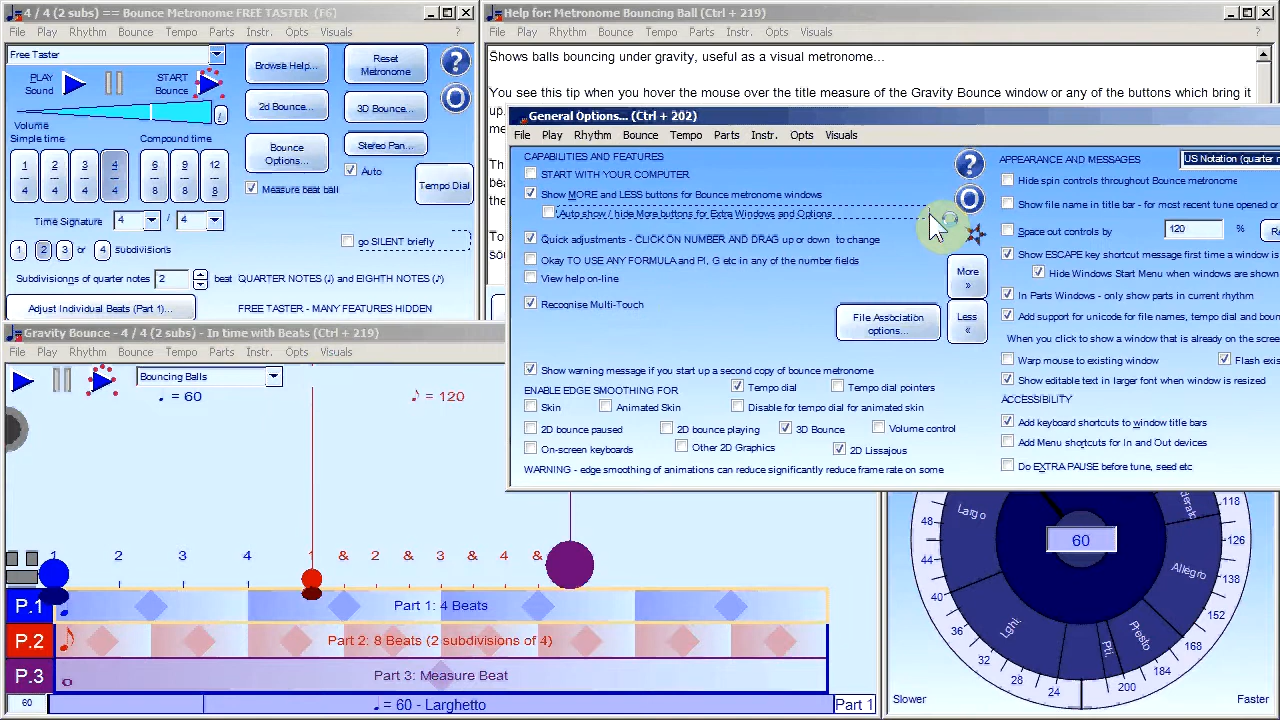 4 / 4 (2 subs) == Bounce Metronome FREE TASTER (F6)
File Play Rhythm Bounce Tempo Parts Instr. Opts Visuals ?
Free Taster
PLAY Sound
START Bounce
Volume
Simple time Compound time
1 4 2 4 3 4 4 4 6 8 9 8 12 8
Time Signature 4 / 4
1 2 3 or 4 subdivisions
Subdivisions of quarter notes 2 beat QUARTER NOTES (♩) and EIGHTH NOTES (♪)
Adjust Individual Beats (Part 1)...
FREE TASTER - MANY FEATURES HIDDEN
Browse Help...
Reset Metronome
?
2d Bounce...
3D Bounce...
O
Bounce Options...
Stereo Pan...
Auto
Measure beat ball
Tempo Dial
go SILENT briefly
Help for: Metronome Bouncing Ball (Ctrl + 219)
File Play Rhythm Bounce Tempo Parts Instr. Opts Visuals ?
Shows balls bouncing under gravity, useful as a visual metronome...
You see this tip when you hover the mouse over the title measure of the Gravity Bounce window or any of the buttons which bring it
up.
General Options... (Ctrl + 202)
File Play Rhythm Bounce Tempo Parts Instr. Opts Visuals
CAPABILITIES AND FEATURES
START WITH YOUR COMPUTER
Show MORE and LESS buttons for Bounce metronome windows
Auto show / hide More buttons for Extra Windows and Options
Quick adjustments - CLICK ON NUMBER AND DRAG up or down to change
Okay TO USE ANY FORMULA and PI, G etc in any of the number fields
View help on-line
Recognise Multi-Touch
?
O
More »
Less «
File Association options...
Show warning message if you start up a second copy of bounce metronome
ENABLE EDGE SMOOTHING FOR Tempo dial Tempo dial pointers
Skin Animated Skin Disable for tempo dial for animated skin
2D bounce paused 2D bounce playing 3D Bounce Volume control
On-screen keyboards Other 2D Graphics 2D Lissajous
WARNING - edge smoothing of animations can reduce significantly reduce frame rate on some
APPEARANCE AND MESSAGES US Notation (quarter n
Hide spin controls throughout Bounce metronome
Show file name in title bar - for most recent tune opened or
Space out controls by 120 % Re
Show ESCAPE key shortcut message first time a window is
Hide Windows Start Menu when windows are shown
In Parts Windows - only show parts in current rhythm
Add support for unicode for file names, tempo dial and boun
When you click to show a window that is already on the scree
Warp mouse to existing window Flash exis
Show editable text in larger font when window is resized
ACCESSIBILITY
Add keyboard shortcuts to window title bars
Add Menu shortcuts for In and Out devices
Do EXTRA PAUSE before tune, seed etc
Gravity Bounce - 4 / 4 (2 subs) - In time with Beats (Ctrl + 219)
File Play Rhythm Bounce Tempo Parts Instr. Opts Visuals
Bouncing Balls
♩ = 60
♪ = 120
1 2 3 4 1 & 2 & 3 & 4 &
P.1 Part 1: 4 Beats
P.2 Part 2: 8 Beats (2 subdivisions of 4)
P.3 Part 3: Measure Beat
60 ♩ = 60 - Larghetto Part 1
60
Largo
Lghi.
Plt.
Presto
Allegro
48
44
40
36
32
28
24
200
184
168
152
138
126
118
Slower Faster